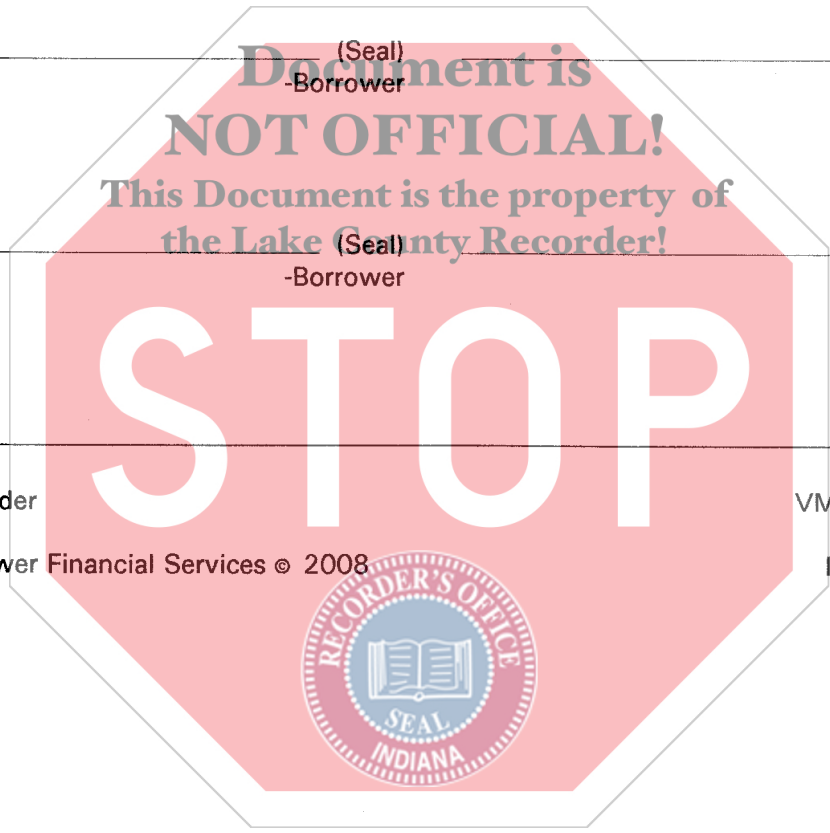 (Seal)
-Borrower
Document is
NOT OFFICIAL!
This Document is the property of
the Lake County Recorder!
(Seal)
-Borrower
STOP
der
VM
wer Financial Services © 2008
RECORDER'S OFFICE
SEAL
INDIANA